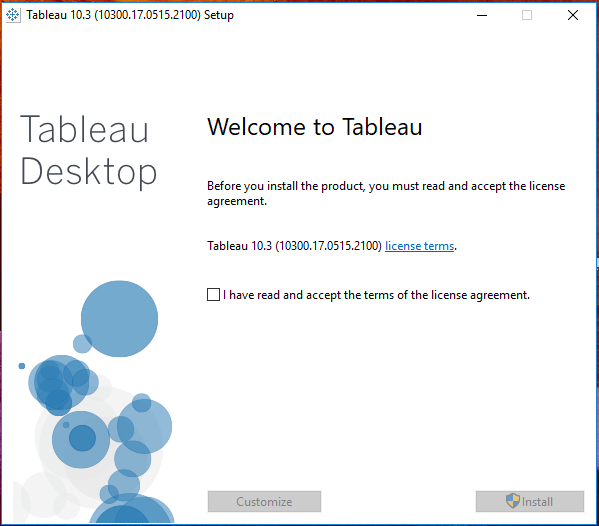 Tableau 10.3 (10300.17.0515.2100) Setup
Tableau
Desktop
Welcome to Tableau
Before you install the product, you must read and accept the license
agreement.
Tableau 10.3 (10300.17.0515.2100) license terms.
I have read and accept the terms of the license agreement.
Customize
Install